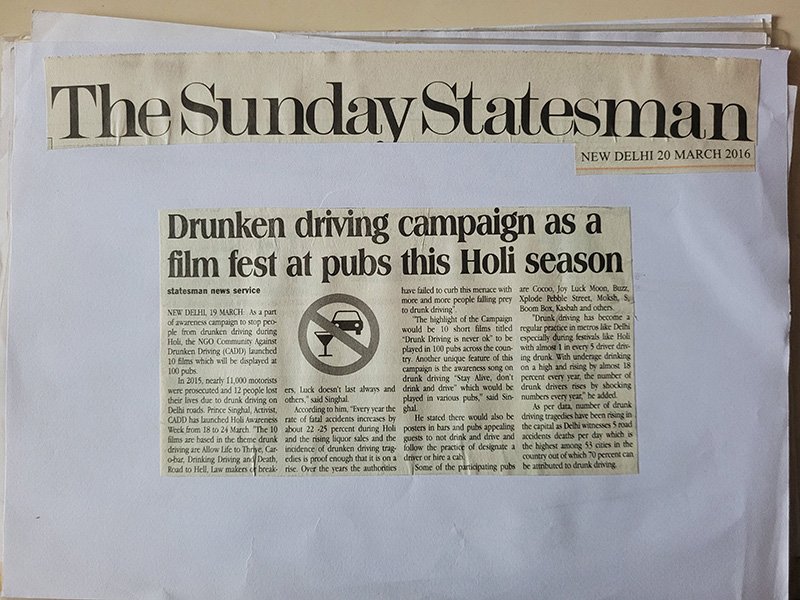 The Sunday Statesman
NEW DELHI 20 MARCH 2016
Drunken driving campaign as a
film fest at pubs this Holi season
statesman news service
NEW DELHI, 19 MARCH As a part
of awareness campaign to stop peo-
ple from drunken driving during
Holi, the NGO Community Against
Drunken Driving (CADD) launched
10 films which will be displayed at
100 pubs.
In 2015, nearly 11,000 motorists
were prosecuted and 12 people lost
their lives due to drunk driving on
Delhi roads. Prince Singhal, Activist,
CADD has launched Holi Awareness
Week from 18 to 24 March. "The 10
films are based in the theme drunk
driving are Allow Life to Thrive, Car-
o-bar, Drinking Driving and Death,
Road to Hell, Law makers or break-
ers, Luck doesn't last always and
others," said Singhal.
According to him, "Every year the
rate of fatal accidents increases by
about 22 -25 percent during Holi
and the rising liquor sales and the
incidence of drunken driving trag-
edies is proof enough that it is on a
rise. Over the years the authorities
have failed to curb this menace with
more and more people falling prey
to drunk driving".
"The highlight of the Campaign
would be 10 short films titled
"Drunk Driving is never ok" to be
played in 100 pubs across the coun-
try. Another unique feature of this
campaign is the awareness song on
drunk driving "Stay Alive, don't
drink and drive" which would be
played in various pubs," said Sin-
ghal.
He stated there would also be
posters in bars and pubs appealing
guests to not drink and drive and
follow the practice of designate a
driver or hire a cab.
Some of the participating pubs
are Cocoo, Joy Luck Moon, Buzz,
Xplode Pebble Street, Moksh, S,
Boom Box, Kasbah and others.
"Drunk driving has become a
regular practice in metros like Delhi
especially during festivals like Holi
with almost 1 in every 5 driver driv-
ing drunk. With underage drinking
on a high and rising by almost 18
percent every year, the number of
drunk drivers rises by shocking
numbers every year," he added.
As per data, number of drunk
driving tragedies have been rising in
the capital as Delhi witnesses 5 road
accidents deaths per day which is
the highest among 53 cities in the
country out of which 70 percent can
be attributed to drunk driving.